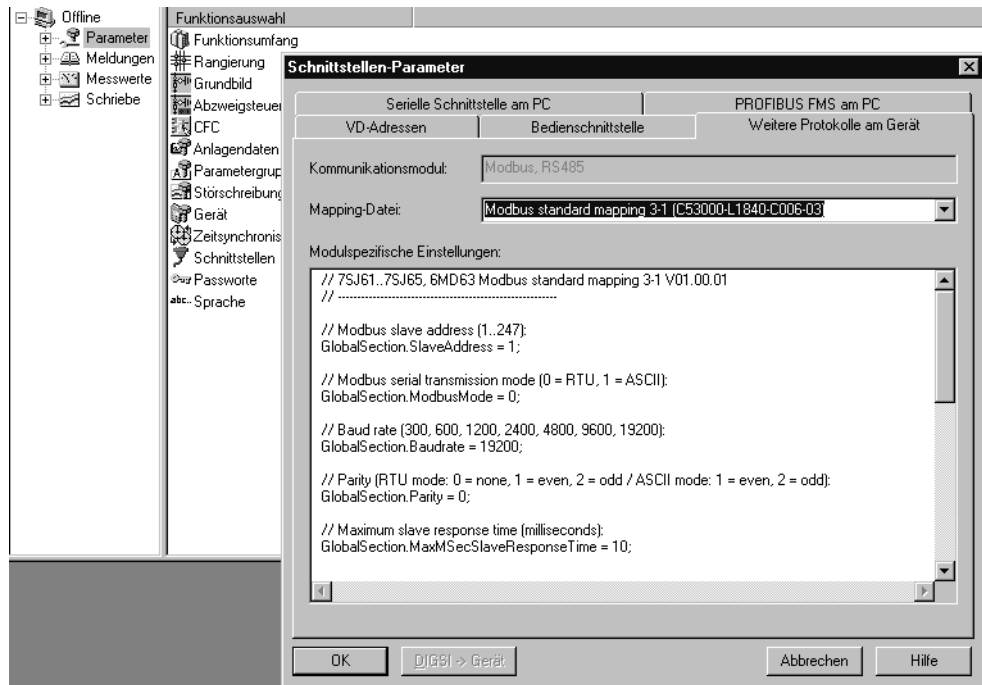 Offline
Parameter
Meldungen
Messwerte
Schriebe
Funktionsauswahl
Funktionsumfang
Rangierung
Grundbild
Abzweigsteuer
CFC
Anlagendaten
Parametergrup
Störschreibung
Gerät
Zeitsynchronis
Schnittstellen
Passworte
Sprache
Schnittstellen-Parameter
Serielle Schnittstelle am PC
PROFIBUS FMS am PC
VD-Adressen
Bedienschnittstelle
Weitere Protokolle am Gerät
Kommunikationsmodul: Modbus, RS485
Mapping-Datei: Modbus standard mapping 3-1 (C53000-L1840-C006-03)
Modulspezifische Einstellungen:
// 7SJ61..7SJ65, 6MD63 Modbus standard mapping 3-1 V01.00.01
// --------------------------------------------------------
// Modbus slave address (1..247):
GlobalSection.SlaveAddress = 1;
// Modbus serial transmission mode (0 = RTU, 1 = ASCII):
GlobalSection.ModbusMode = 0;
// Baud rate (300, 600, 1200, 2400, 4800, 9600, 19200):
GlobalSection.Baudrate = 19200;
// Parity (RTU mode: 0 = none, 1 = even, 2 = odd / ASCII mode: 1 = even, 2 = odd):
GlobalSection.Parity = 0;
// Maximum slave response time (milliseconds):
GlobalSection.MaxMSecSlaveResponseTime = 10;
OK
DIGSI -> Gerät
Abbrechen
Hilfe